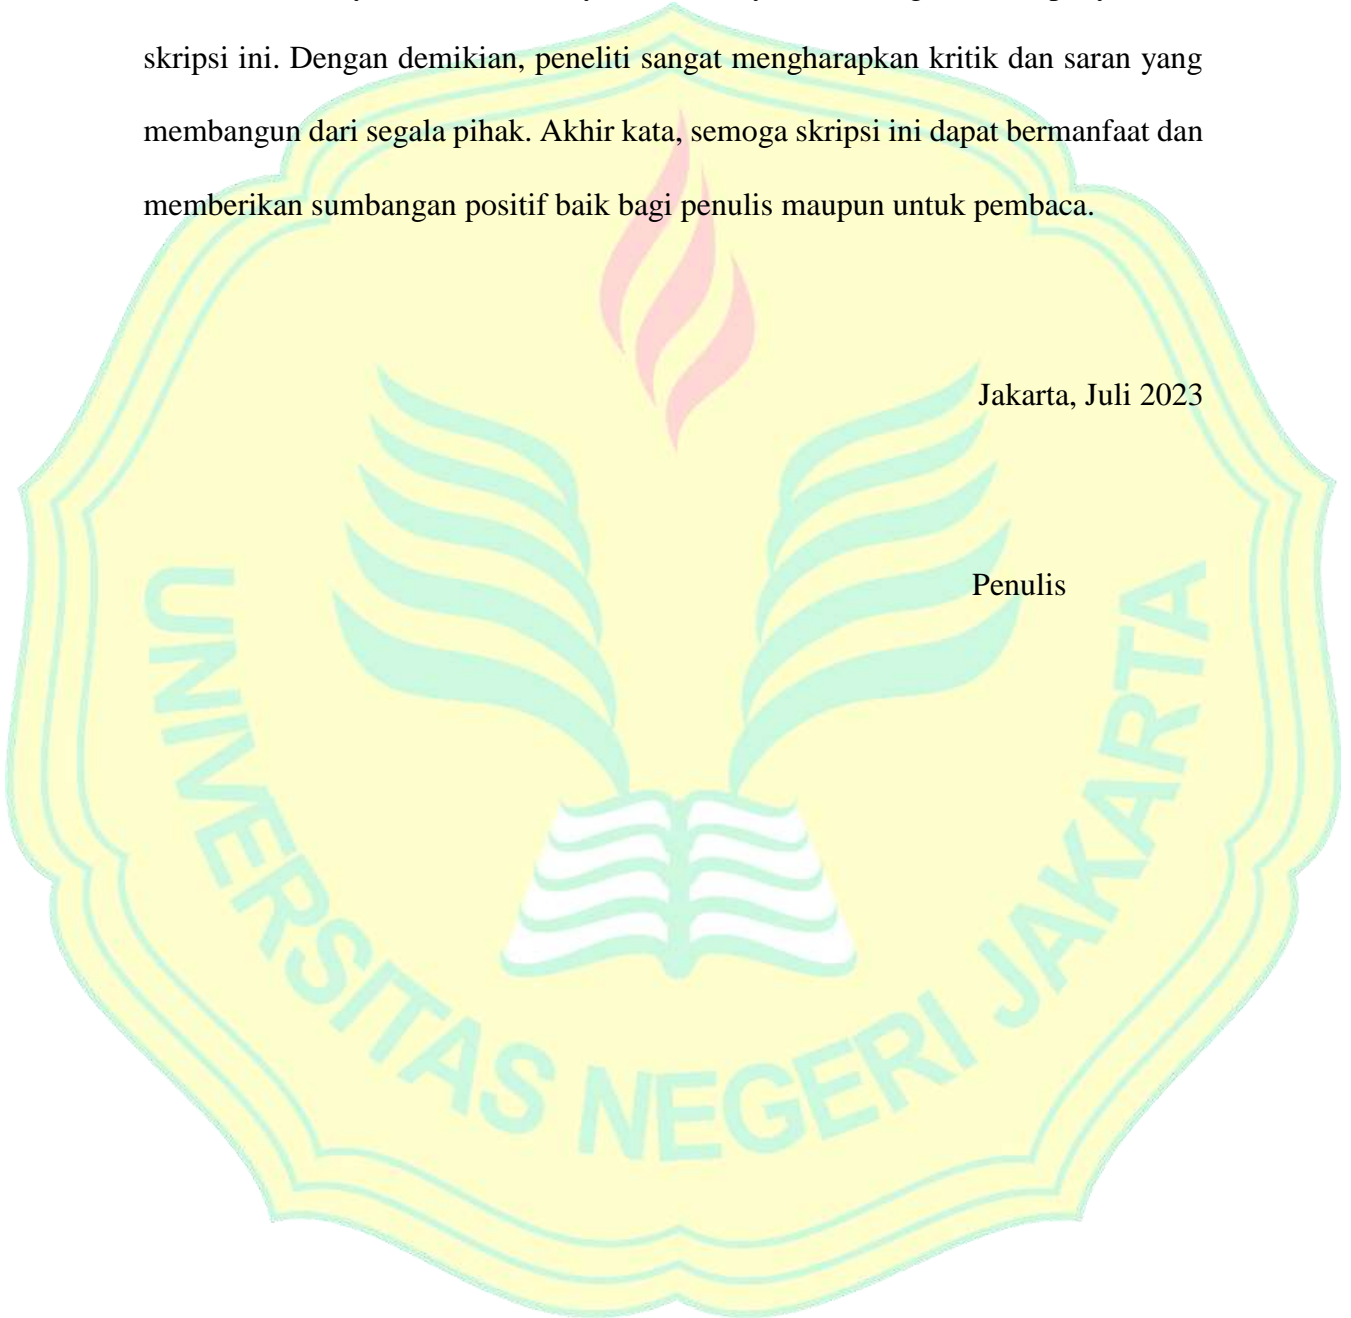 skripsi ini. Dengan demikian, peneliti sangat mengharapkan kritik dan saran yang
membangun dari segala pihak. Akhir kata, semoga skripsi ini dapat bermanfaat dan
memberikan sumbangan positif baik bagi penulis maupun untuk pembaca.
Jakarta, Juli 2023
Penulis
UNIVERSITAS NEGERI JAKARTA